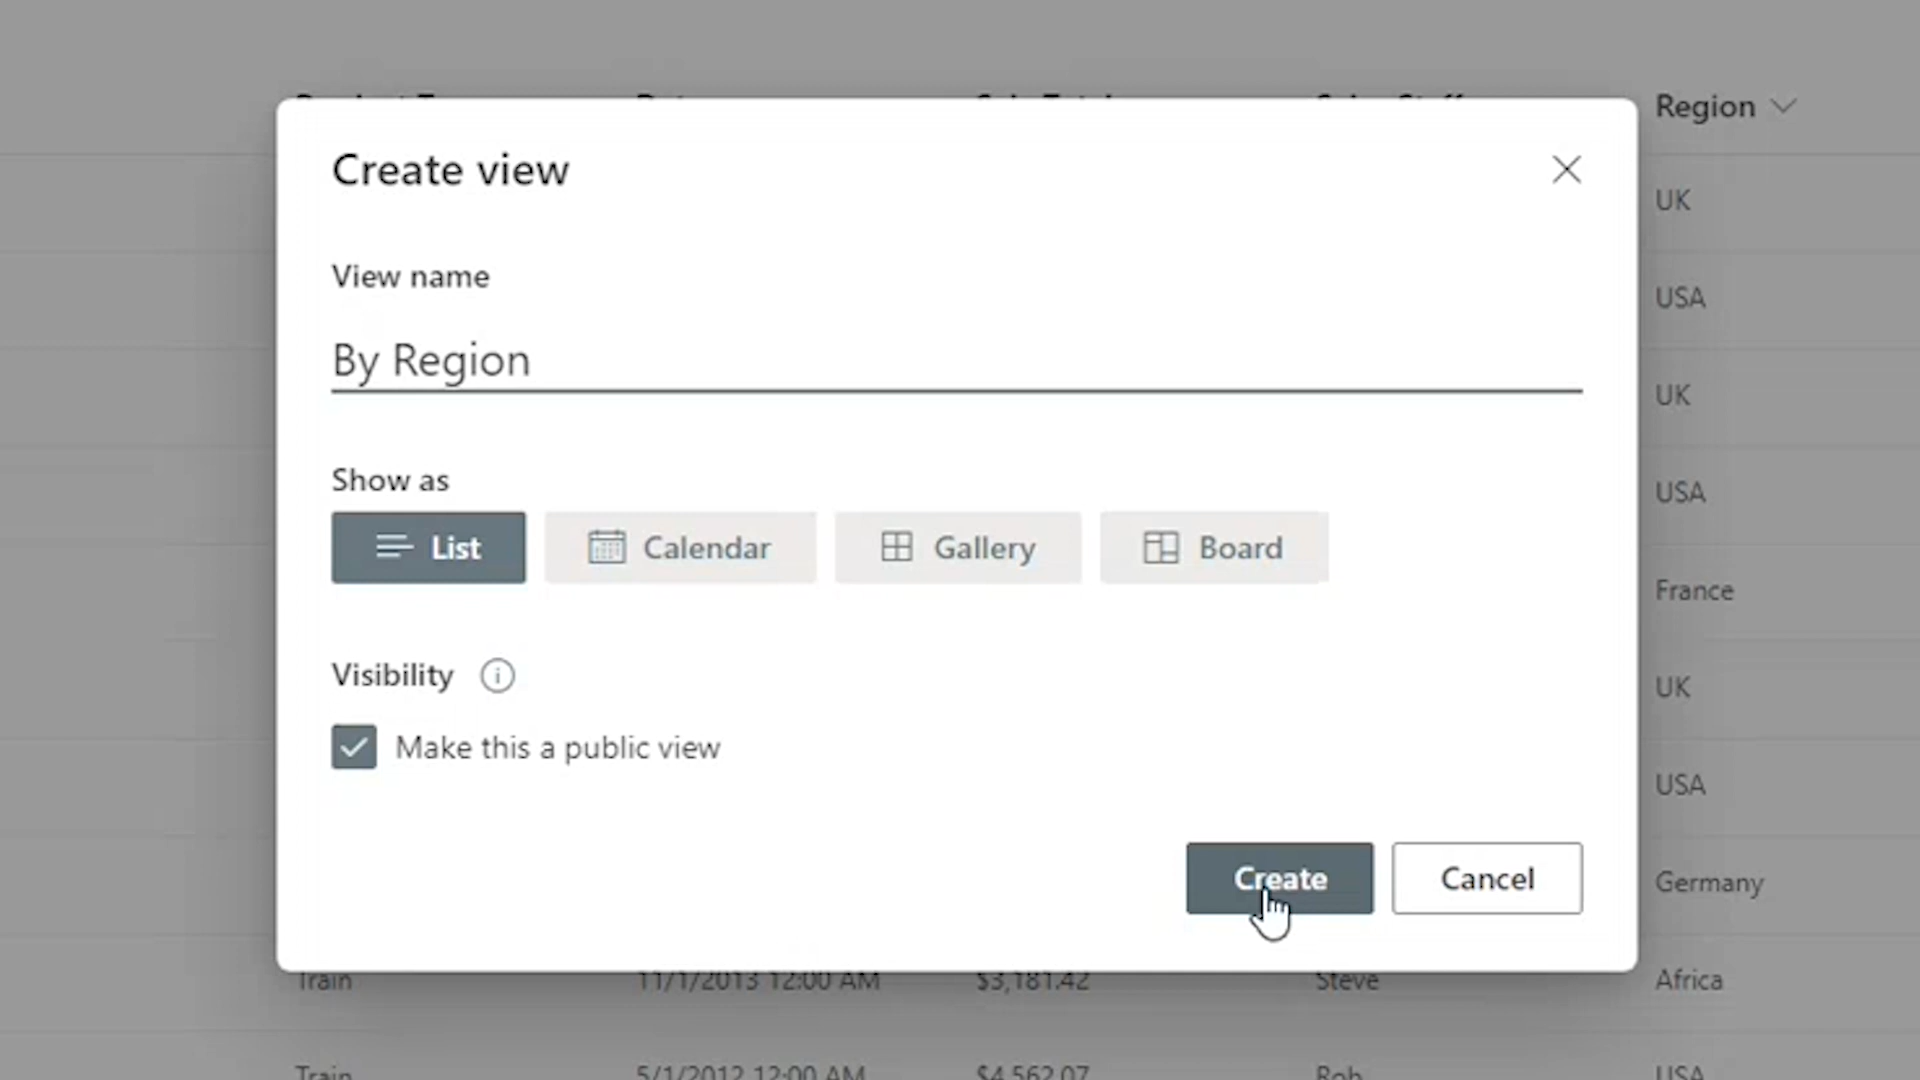 Region
Create view
View name
By Region
Show as
List Calendar Gallery Board
Visibility
Make this a public view
Create Cancel
UK
USA
UK
USA
France
UK
USA
Germany
Train 11/1/2013 12:00 AM $3,181.42 Steve Africa
Train 5/1/2012 12:00 AM $4,562.07 Rob USA